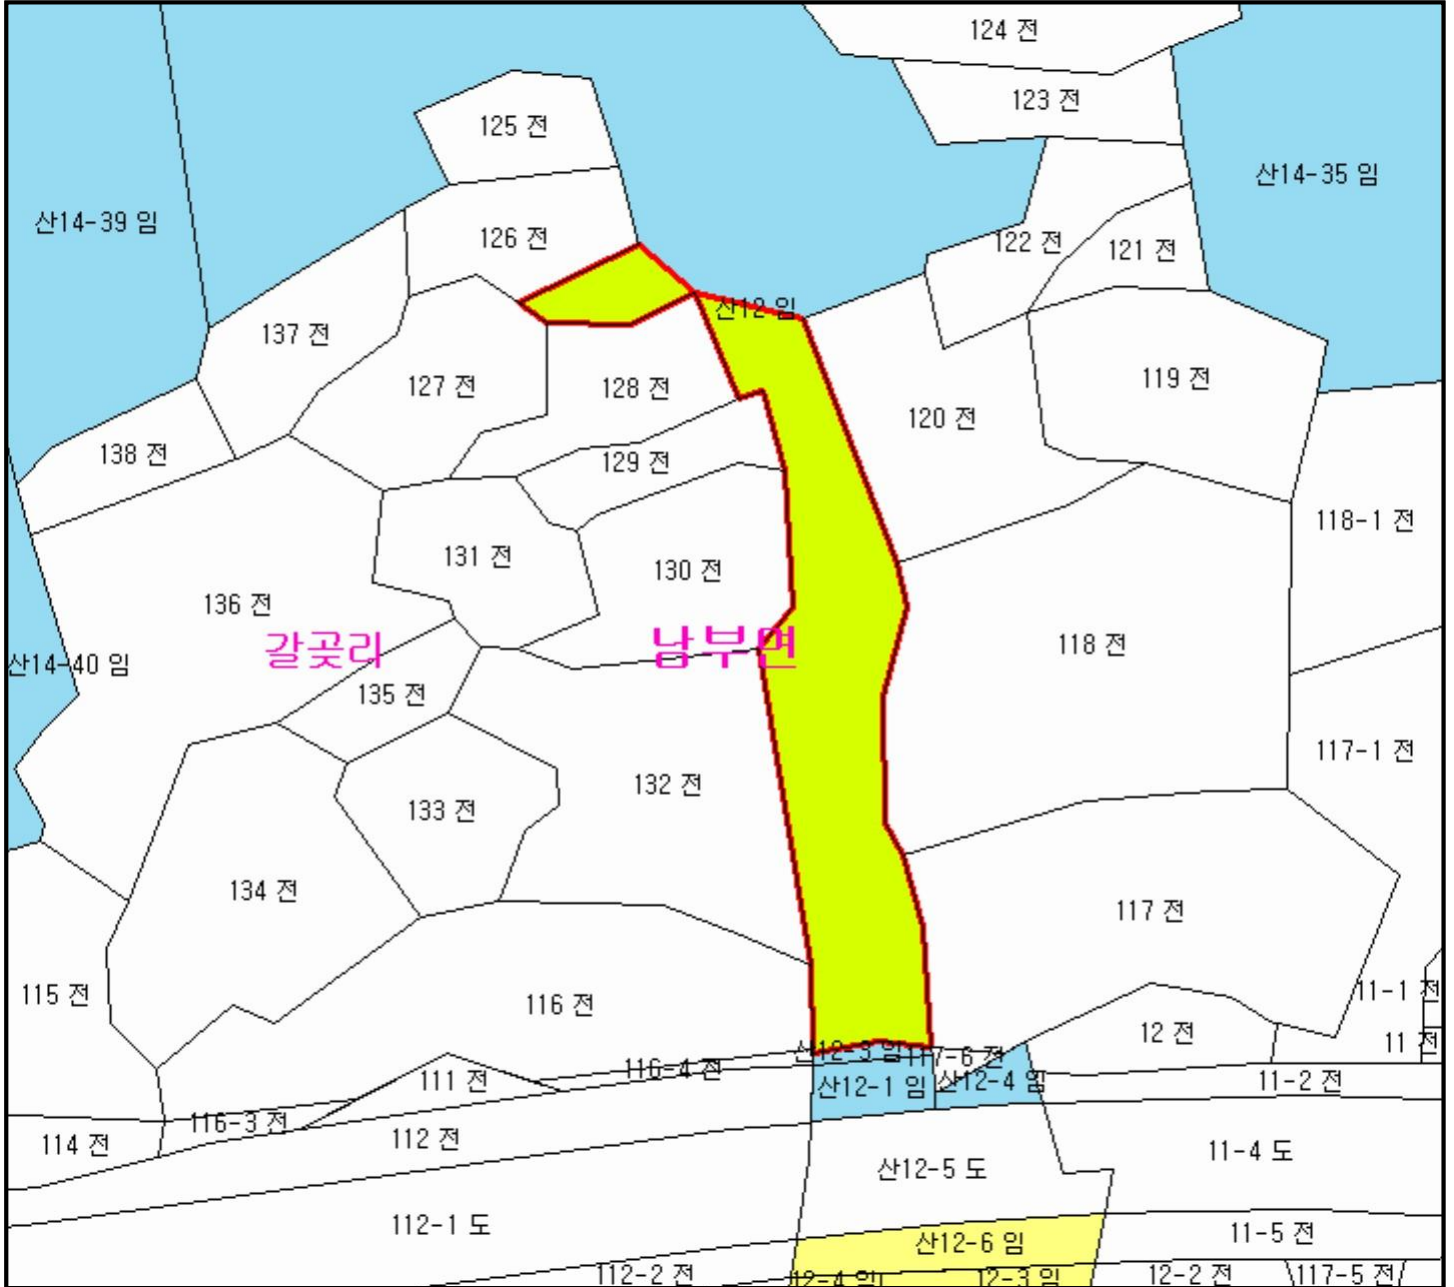 124 전
123 전
125 전
산14-35 임
산14-39 임
126 전
122 전
121 전
산12 임
137 전
127 전
128 전
119 전
120 전
138 전
129 전
118-1 전
131 전
130 전
136 전
118 전
갈곶리
남부면
산14-40 임
135 전
117-1 전
132 전
133 전
134 전
117 전
115 전
116 전
11-1 전
12 전
11 전
산12-3 임
117-6 전
116-4 전
111 전
산12-1 임
산12-4 임
11-2 전
116-3 전
114 전
112 전
산12-5 도
11-4 도
112-1 도
11-5 전
산12-6 임
112-2 전
12-4 임
12-3 임
12-2 전
117-5 전